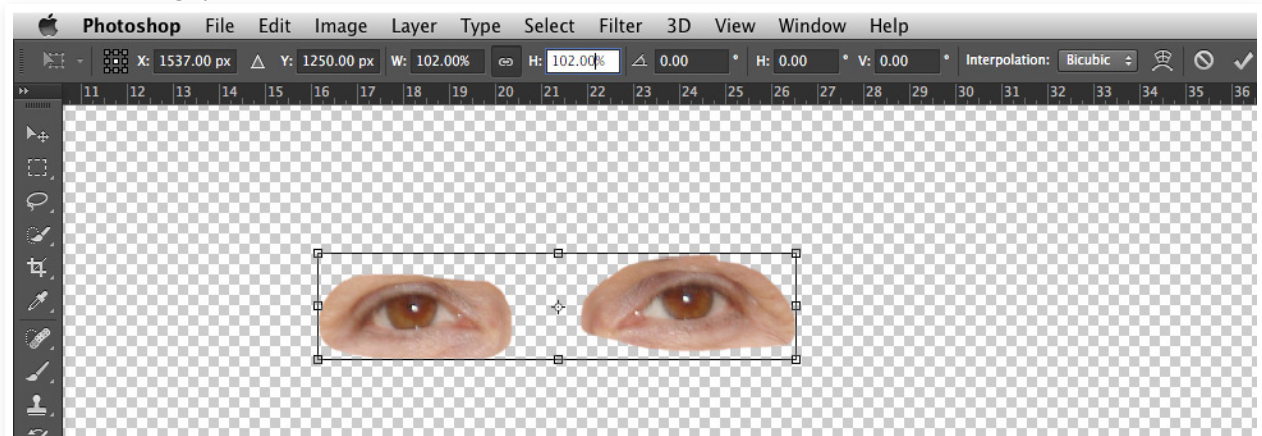 Photoshop File Edit Image Layer Type Select Filter 3D View Window Help
X: 1537.00 px Δ Y: 1250.00 px W: 102.00% H: 102.00% 0.00 ° H: 0.00 ° V: 0.00 ° Interpolation: Bicubic
11 12 13 14 15 16 17 18 19 20 21 22 23 24 25 26 27 28 29 30 31 32 33 34 35 36